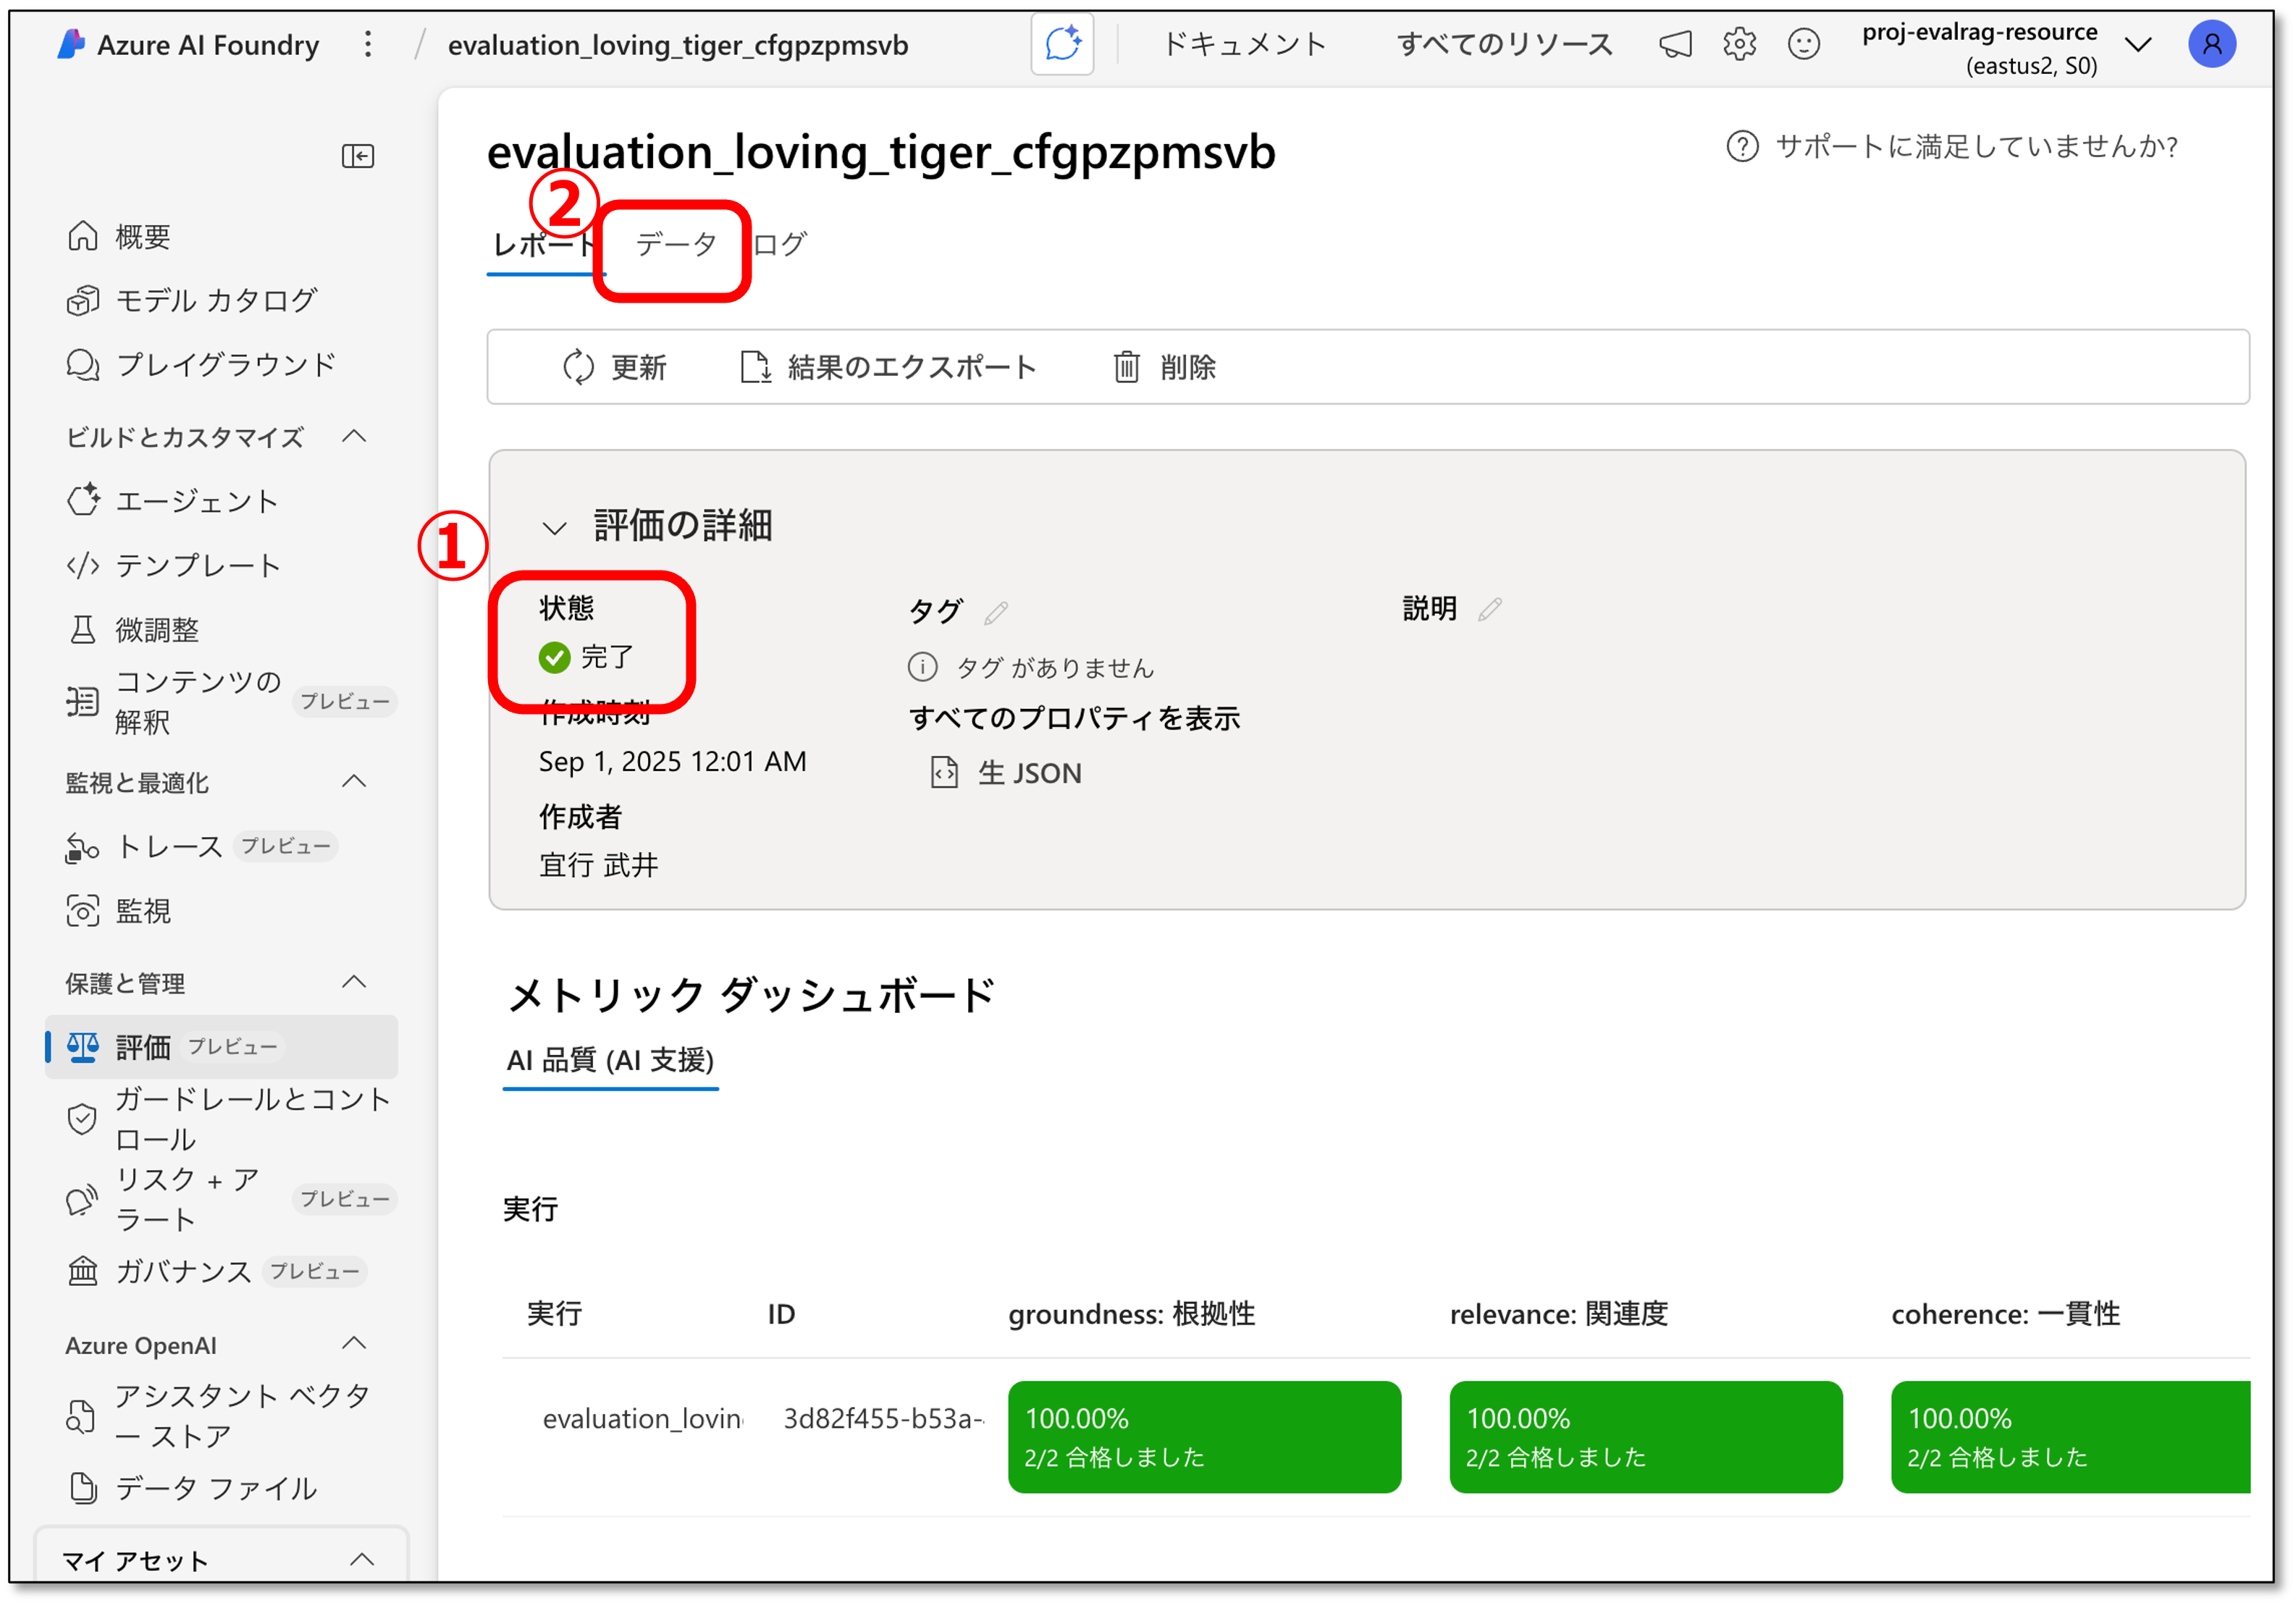 Azure AI Foundry
/ evaluation_loving_tiger_cfgpzpmsvb
ドキュメント
すべてのリソース
proj-evalrag-resource
(eastus2, S0)
概要
モデル カタログ
プレイグラウンド
ビルドとカスタマイズ
エージェント
テンプレート
微調整
コンテンツの
解釈
プレビュー
監視と最適化
トレース プレビュー
監視
保護と管理
評価 プレビュー
ガードレールとコント
ロール
リスク + ア
ラート
プレビュー
ガバナンス プレビュー
Azure OpenAI
アシスタント ベクタ
ー ストア
データ ファイル
マイ アセット
evaluation_loving_tiger_cfgpzpmsvb
サポートに満足していませんか?
②
レポート データ ログ
更新 結果のエクスポート 削除
①
評価の詳細
状態
完了
作成時刻
Sep 1, 2025 12:01 AM
作成者
宜行 武井
タグ
タグ がありません
すべてのプロパティを表示
生 JSON
説明
メトリック ダッシュボード
AI 品質 (AI 支援)
実行
実行 ID groundness: 根拠性 relevance: 関連度 coherence: 一貫性
evaluation_lovin 3d82f455-b53a-
100.00%
2/2 合格しました
100.00%
2/2 合格しました
100.00%
2/2 合格しました